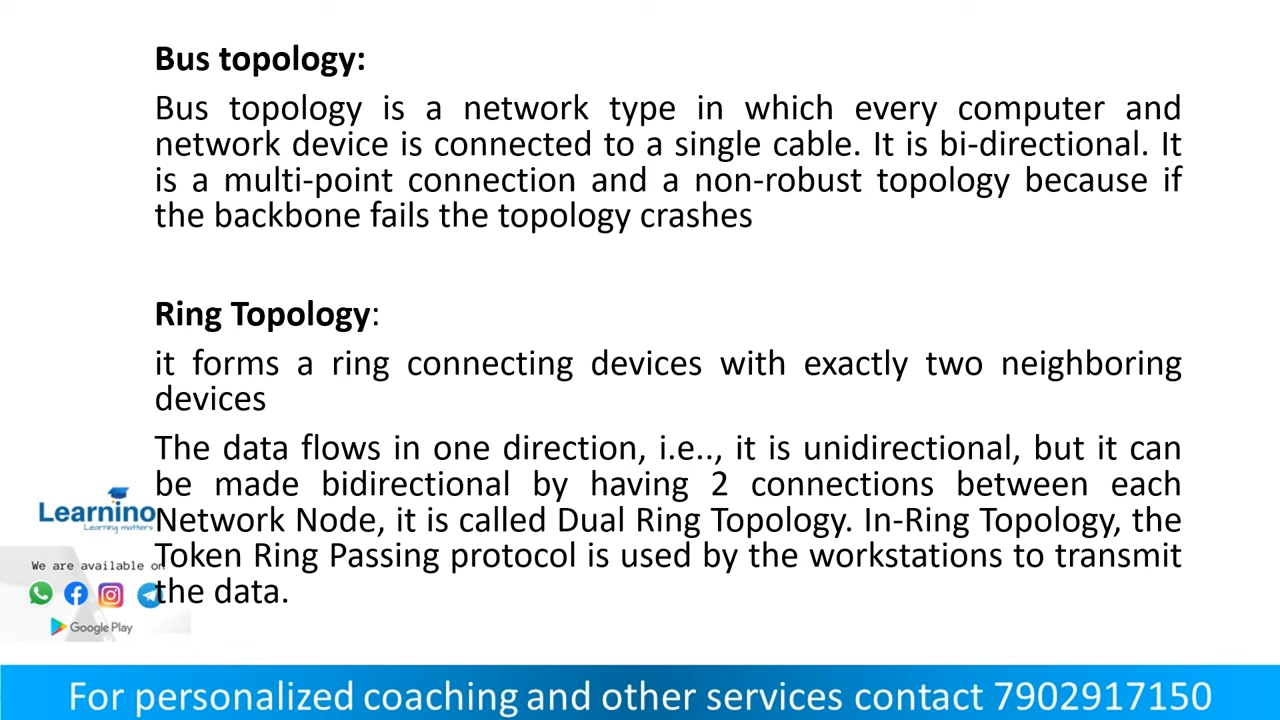 Bus topology:
Bus topology is a network type in which every computer and
network device is connected to a single cable. It is bi-directional. It
is a multi-point connection and a non-robust topology because if
the backbone fails the topology crashes
Ring Topology:
it forms a ring connecting devices with exactly two neighboring
devices
The data flows in one direction, i.e.., it is unidirectional, but it can
be made bidirectional by having 2 connections between each
Network Node, it is called Dual Ring Topology. In-Ring Topology, the
Token Ring Passing protocol is used by the workstations to transmit
the data.
Learnino
Learning matters
We are available on
Google Play
For personalized coaching and other services contact 7902917150